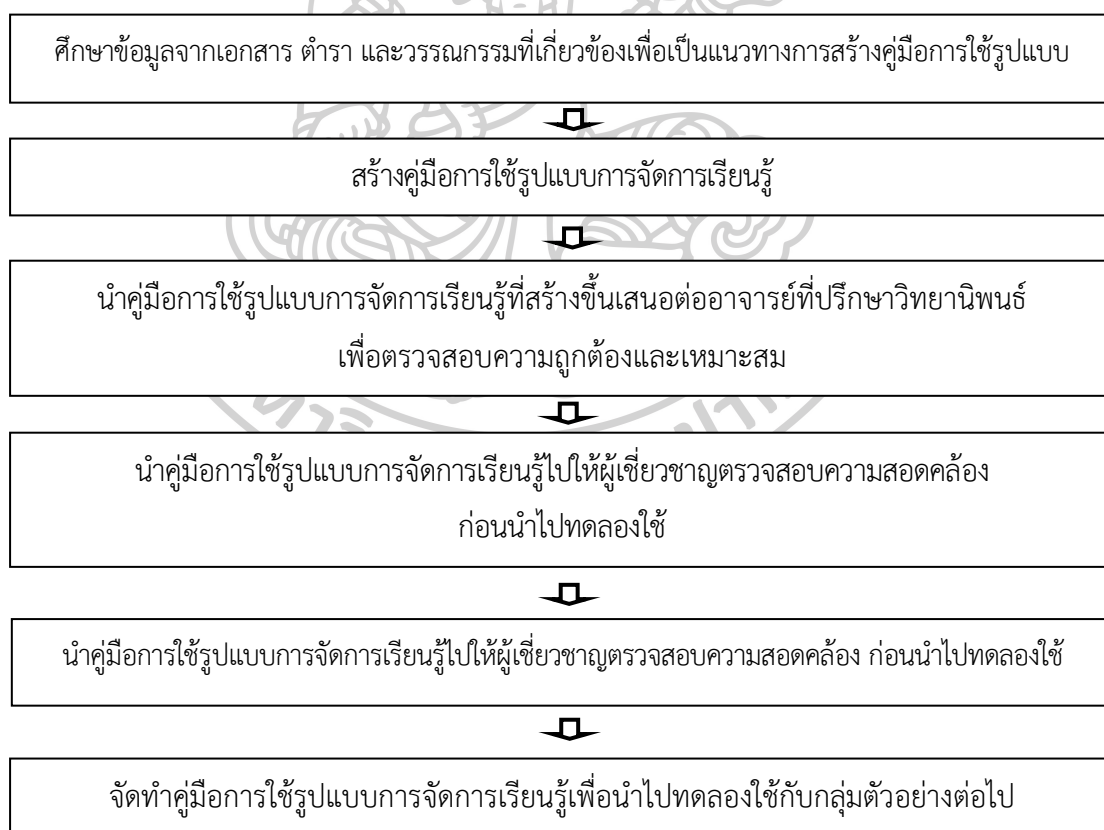 ศึกษาข้อมูลจากเอกสาร ตำรา และวรรณกรรมที่เกี่ยวข้องเพื่อเป็นแนวทางการสร้างคู่มือการใช้รูปแบบ
สร้างคู่มือการใช้รูปแบบการจัดการเรียนรู้
นำคู่มือการใช้รูปแบบการจัดการเรียนรู้ที่สร้างขึ้นเสนอต่ออาจารย์ที่ปรึกษาวิทยานิพนธ์
เพื่อตรวจสอบความถูกต้องและเหมาะสม
นำคู่มือการใช้รูปแบบการจัดการเรียนรู้ไปให้ผู้เชี่ยวชาญตรวจสอบความสอดคล้อง
ก่อนนำไปทดลองใช้
นำคู่มือการใช้รูปแบบการจัดการเรียนรู้ไปให้ผู้เชี่ยวชาญตรวจสอบความสอดคล้อง ก่อนนำไปทดลองใช้
จัดทำคู่มือการใช้รูปแบบการจัดการเรียนรู้เพื่อนำไปทดลองใช้กับกลุ่มตัวอย่างต่อไป